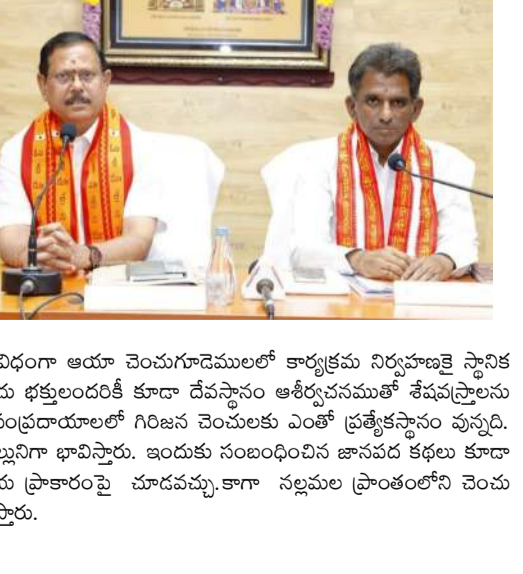 విధంగా ఆయా చెంచుగూడెములలో కార్యక్రమ నిర్వహణకై స్థానిక
దు భక్తులందరికీ కూడా దేవస్థానం ఆశీర్వచనముతో శేషవస్త్రాలను
సంప్రదాయాలలో గిరిజన చెంచులకు ఎంతో ప్రత్యేకస్థానం వున్నది.
ల్లునిగా భావిస్తారు. ఇందుకు సంబంధించిన జానపద కథలు కూడా
ప్రాకారంపై చూడవచ్చు.కాగా నల్లమల ప్రాంతంలోని చెంచు
స్తారు.